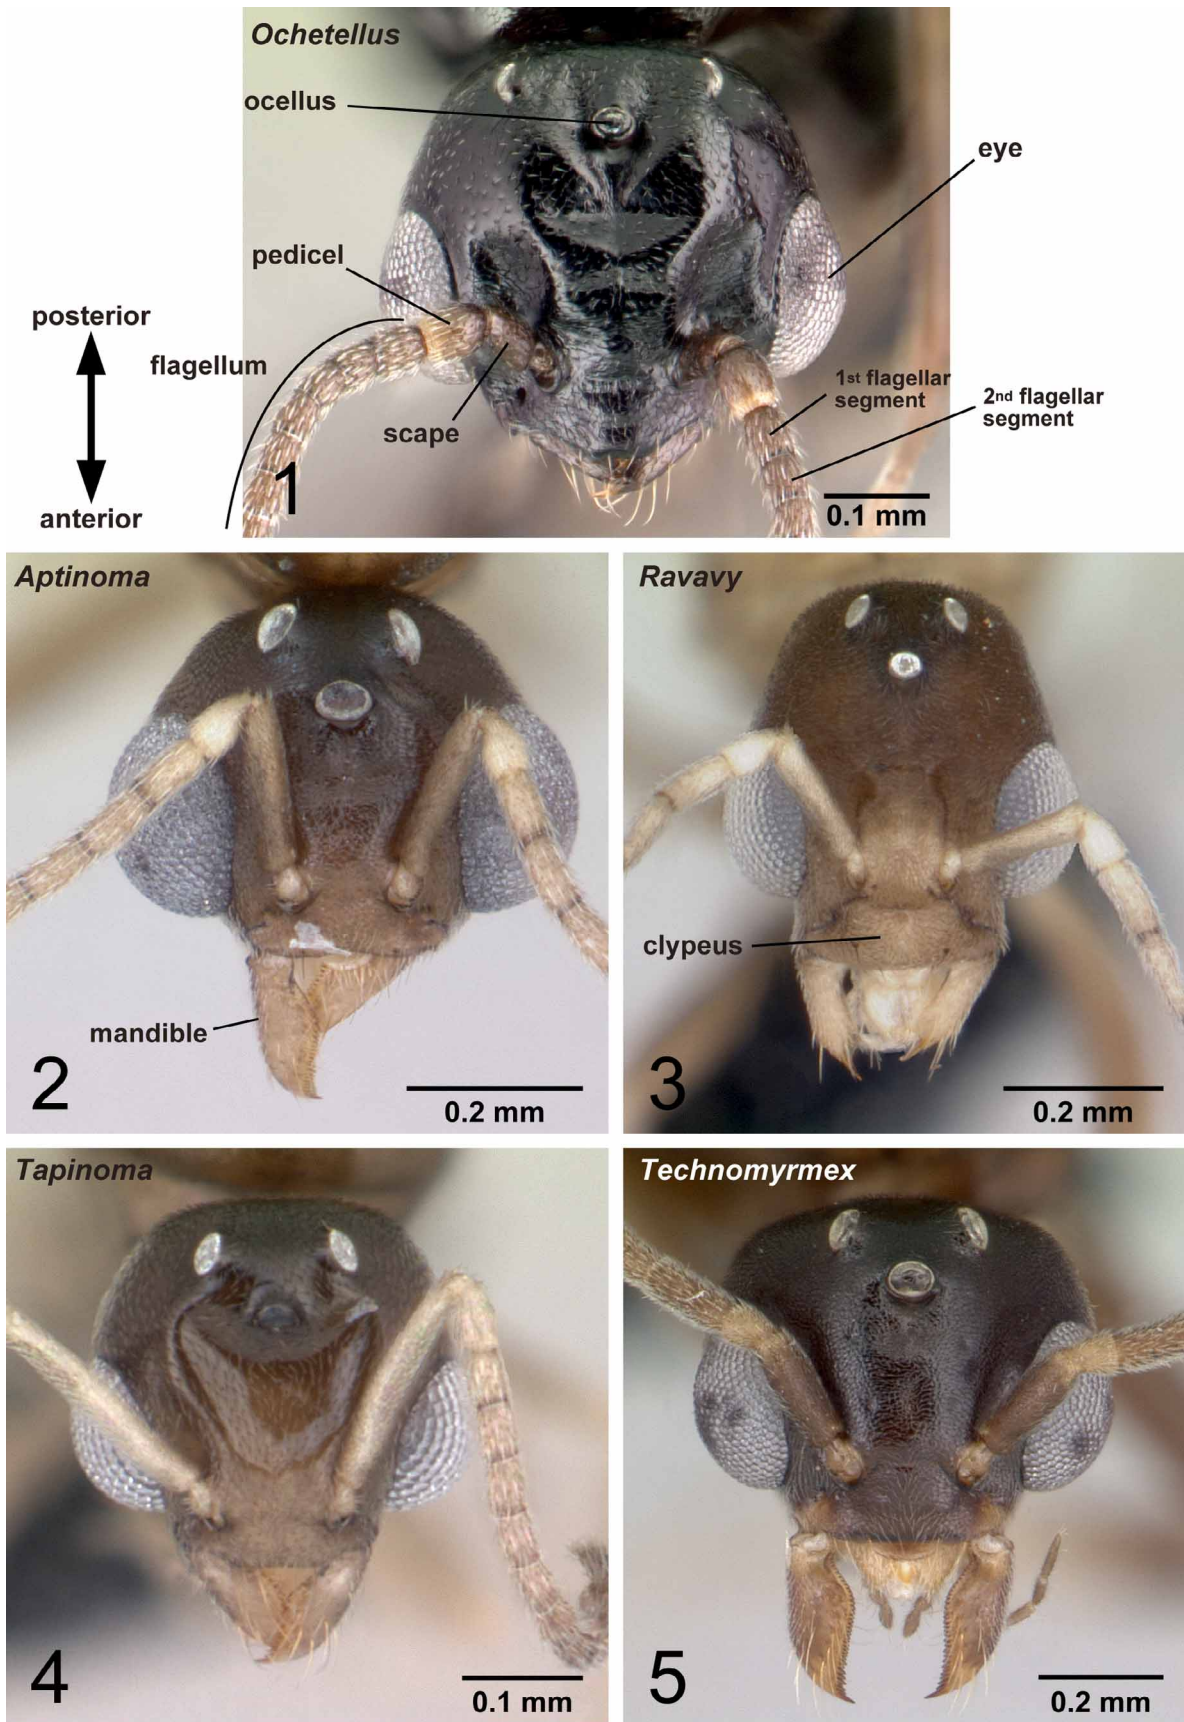 Ochetellus
ocellus
eye
pedicel
posterior
flagellum
1st flagellar
segment
2nd flagellar
segment
scape
1
anterior
0.1 mm
Aptinoma
mandible
2
0.2 mm
Ravavy
clypeus
3
0.2 mm
Tapinoma
4
0.1 mm
Technomyrmex
5
0.2 mm